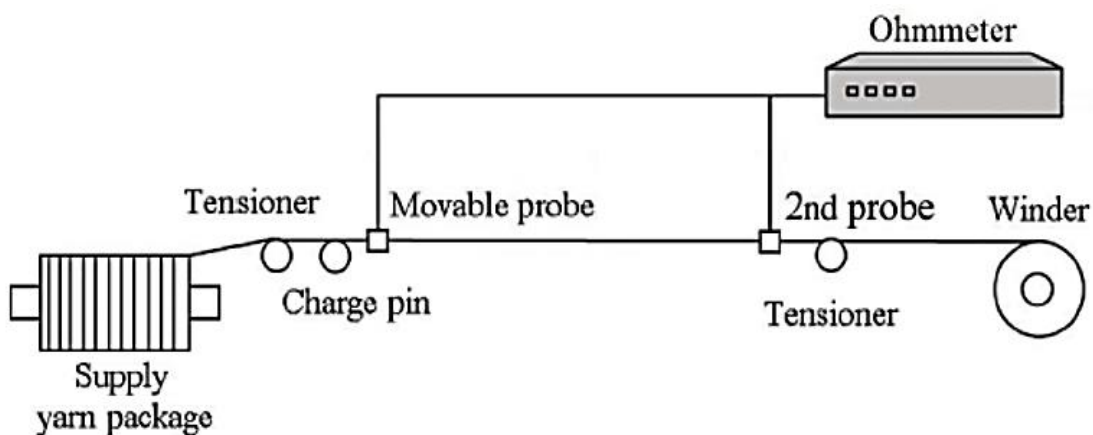 Ohmmeter
Tensioner
Movable probe
2nd probe
Winder
Charge pin
Tensioner
Supply
yarn package